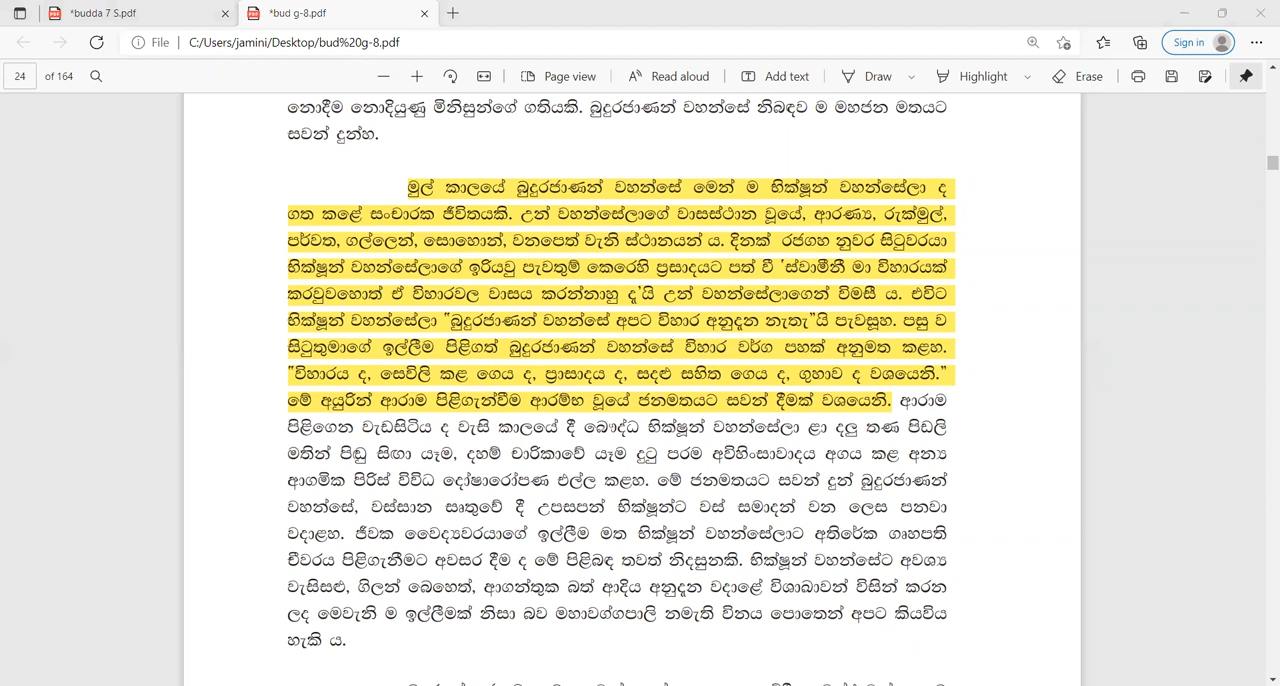 *budda 7 S.pdf
*bud g-8.pdf
File C:/Users/jamini/Desktop/bud%20g-8.pdf Sign in
24 of 164 Page view Read aloud Add text Draw Highlight Erase
නොදීම නොදියුණු මිනිසුන්ගේ ගතියකි. බුදුරජාණන් වහන්සේ නිබඳව ම මහජන මතයට
සවන් දුන්හ.
මුල් කාලයේ බුදුරජාණන් වහන්සේ මෙන් ම භික්ෂූන් වහන්සේලා ද
ගත කළේ සංචාරක ජීවිතයකි. උන් වහන්සේලාගේ වාසස්ථාන වූයේ, ආරණ්‍ය, රුක්මුල්,
පර්වත, ගල්ලෙන්, සොහොන්, වනපෙත් වැනි ස්ථානයන් ය. දිනක් රජගහ නුවර සිටුවරයා
භික්ෂූන් වහන්සේලාගේ ඉරියවු පැවතුම් කෙරෙහි ප්‍රසාදයට පත් වී 'ස්වාමීනී මා විහාරයක්
කරවුවහොත් ඒ විහාරවල වාසය කරන්නාහු දැ'යි උන් වහන්සේලාගෙන් විමසී ය. එවිට
භික්ෂූන් වහන්සේලා "බුදුරජාණන් වහන්සේ අපට විහාර අනුදැන නැතැ"යි පැවසූහ. පසු ව
සිටුතුමාගේ ඉල්ලීම පිළිගත් බුදුරජාණන් වහන්සේ විහාර වර්ග පහක් අනුමත කළහ.
"විහාරය ද, සෙවිලි කළ ගෙය ද, ප්‍රාසාදය ද, සඳළු සහිත ගෙය ද, ගුහාව ද වශයෙනි."
මේ අයුරින් ආරාම පිළිගැන්වීම ආරම්භ වූයේ ජනමතයට සවන් දීමක් වශයෙනි. ආරාම
පිළිගෙන වැඩසිටිය ද වැසි කාලයේ දී බෞද්ධ භික්ෂූන් වහන්සේලා ළා දලු තණ පිඩලි
මතින් පිඬු සිඟා යෑම, දහම් චාරිකාවේ යෑම දුටු පරම අවිහිංසාවාදය අගය කළ අන්‍ය
ආගමික පිරිස් විවිධ දෝෂාරෝපණ එල්ල කළහ. මේ ජනමතයට සවන් දුන් බුදුරජාණන්
වහන්සේ, වස්සාන සෘතුවේ දී උපසපන් භික්ෂූන්ට වස් සමාදන් වන ලෙස පනවා
වදාළහ. ජීවක වෛද්‍යවරයාගේ ඉල්ලීම මත භික්ෂූන් වහන්සේලාට අතිරේක ගෘහපති
චීවරය පිළිගැනීමට අවසර දීම ද මේ පිළිබඳ තවත් නිදසුනකි. භික්ෂූන් වහන්සේට අවශ්‍ය
වැසිසළු, ගිලන් බෙහෙත්, ආගන්තුක බත් ආදිය අනුදැන වදාළේ විශාඛාවන් විසින් කරන
ලද මෙවැනි ම ඉල්ලීමක් නිසා බව මහාවග්ගපාලි නමැති විනය පොතෙන් අපට කියවිය
හැකි ය.